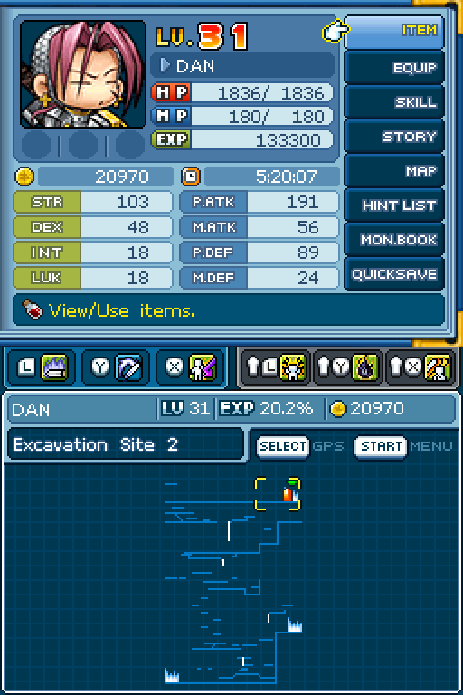 LV.31
DAN
HP 1836/ 1836
HP 180/ 180
EXP 133300
20970 5:20:07
STR 103 P.ATK 191
DEX 48 M.ATK 56
INT 18 P.DEF 89
LUK 18 M.DEF 24
ITEM
EQUIP
SKILL
STORY
MAP
HINT LIST
MON.BOOK
QUICKSAVE
View/Use items.
L Y X L Y X
DAN LV 31 EXP 20.2% 20970
Excavation Site 2 SELECT GPS START MENU